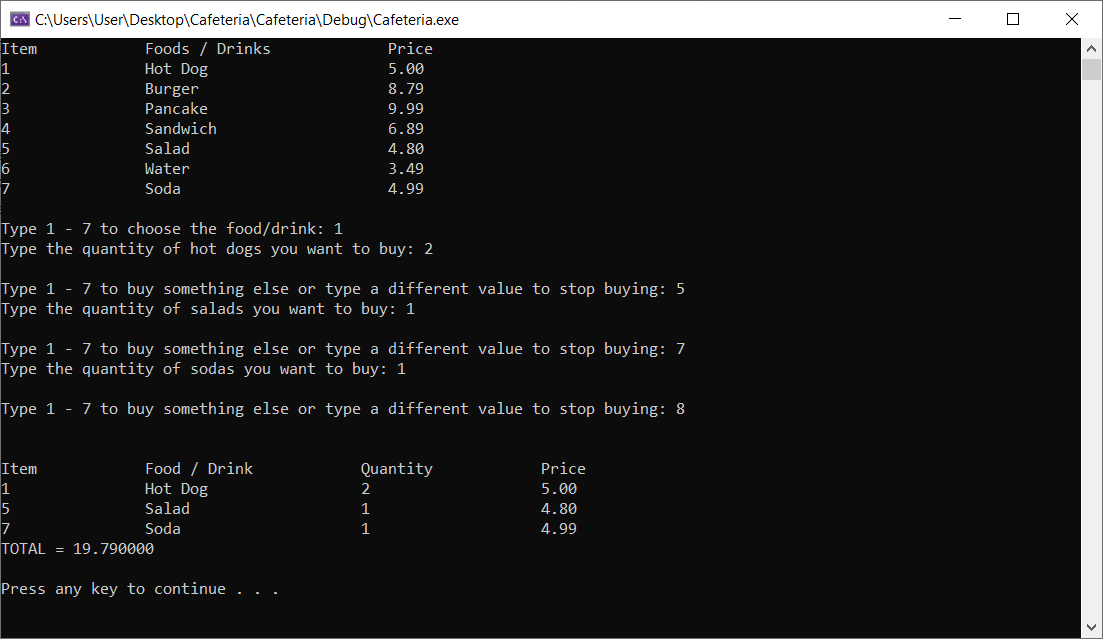 C:\Users\User\Desktop\Cafeteria\Cafeteria\Debug\Cafeteria.exe
Item Foods / Drinks Price
1 Hot Dog 5.00
2 Burger 8.79
3 Pancake 9.99
4 Sandwich 6.89
5 Salad 4.80
6 Water 3.49
7 Soda 4.99
Type 1 - 7 to choose the food/drink: 1
Type the quantity of hot dogs you want to buy: 2
Type 1 - 7 to buy something else or type a different value to stop buying: 5
Type the quantity of salads you want to buy: 1
Type 1 - 7 to buy something else or type a different value to stop buying: 7
Type the quantity of sodas you want to buy: 1
Type 1 - 7 to buy something else or type a different value to stop buying: 8
Item Food / Drink Quantity Price
1 Hot Dog 2 5.00
5 Salad 1 4.80
7 Soda 1 4.99
TOTAL = 19.790000
Press any key to continue . . .